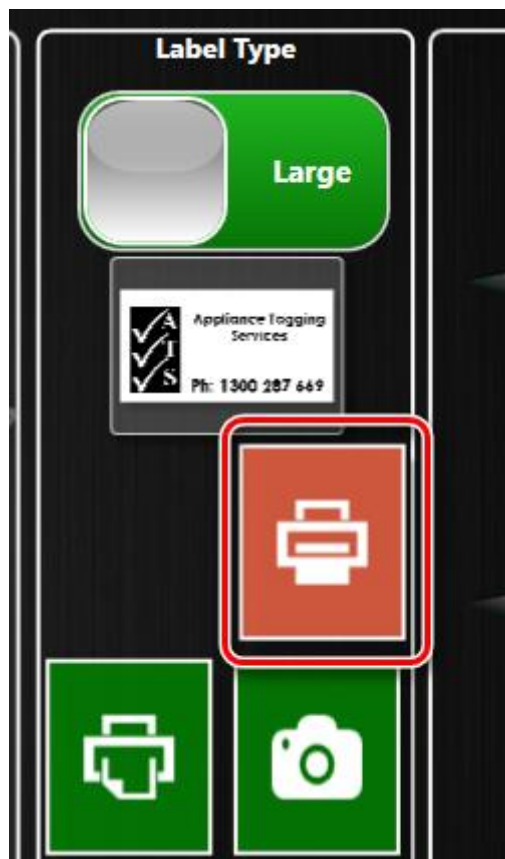 Label Type
Large
A
T
S
Appliance Tagging
Services
Ph: 1300 287 669